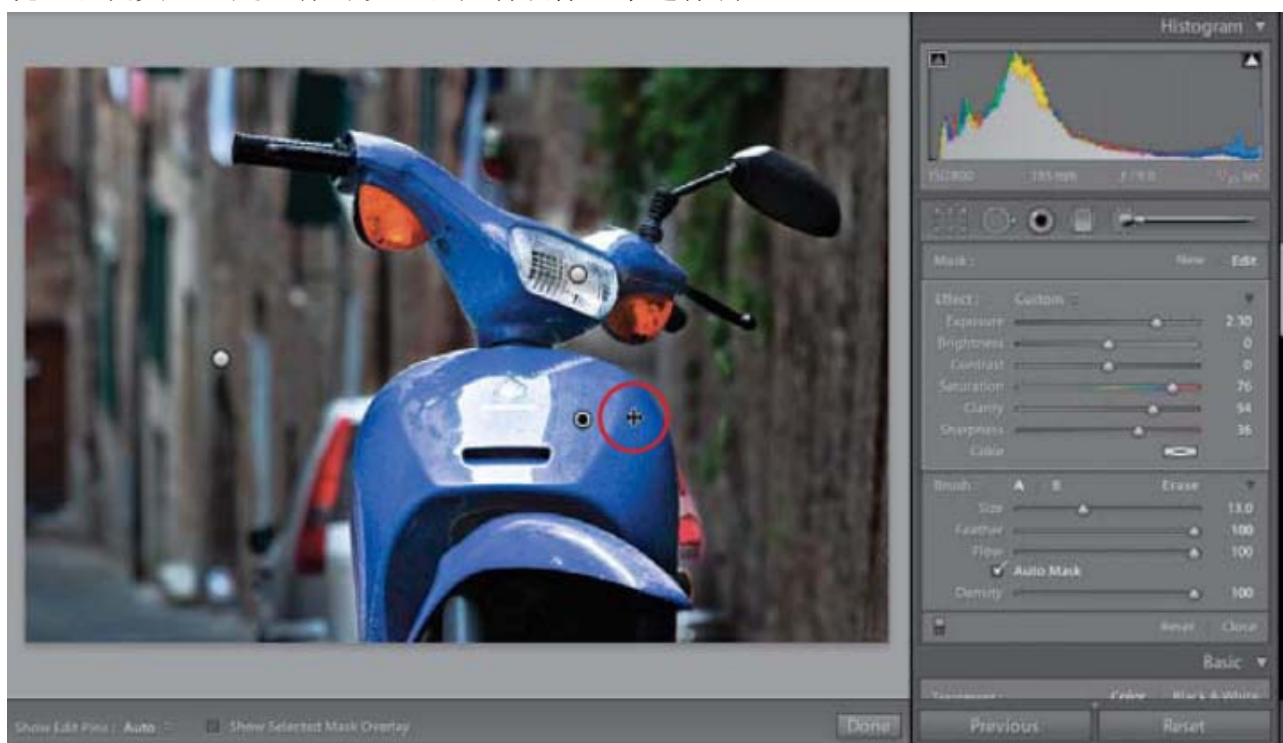 Histogram
ISO 800 185 mm f / 9.0
Mask : New Edit
Effect : Custom
Exposure 2.30
Brightness 0
Contrast 0
Saturation 76
Clarity 54
Sharpness 36
Color
Brush : A B Erase
Size 13.0
Feather 100
Flow 100
Auto Mask
Density 100
Reset Close
Basic
Treatment : Color Black & White
Show Edit Pins : Auto Show Selected Mask Overlay Done
Previous Reset